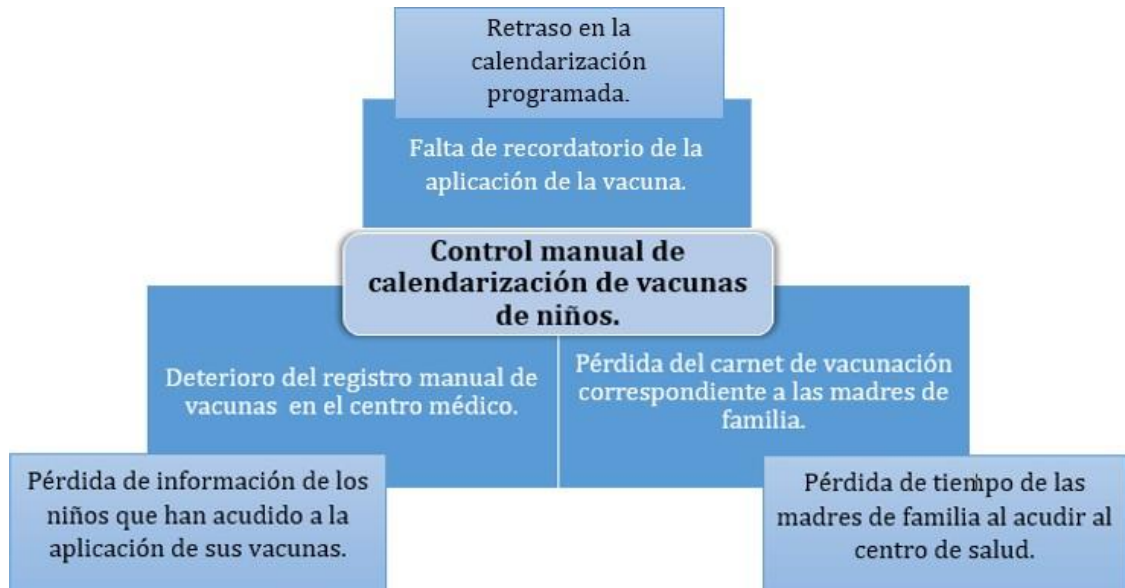 Retraso en la
calendarización
programada.
Falta de recordatorio de la
aplicación de la vacuna.
Control manual de
calendarización de vacunas
de niños.
Deterioro del registro manual de
vacunas en el centro médico.
Pérdida del carnet de vacunación
correspondiente a las madres de
familia.
Pérdida de información de los
niños que han acudido a la
aplicación de sus vacunas.
Pérdida de tiempo de las
madres de familia al acudir al
centro de salud.